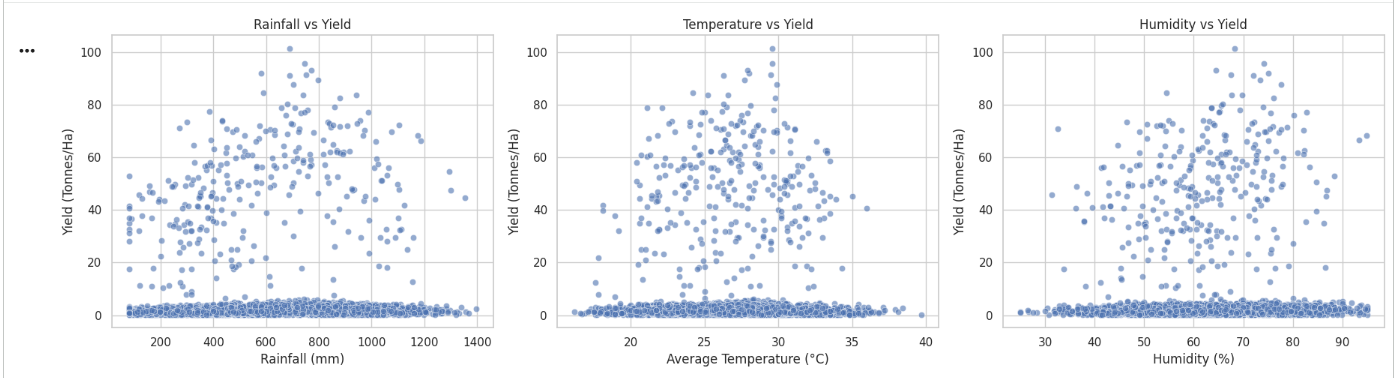 Rainfall vs Yield
100
80
60
40
20
0
Yield (Tonnes/Ha)
200 400 600 800 1000 1200 1400
Rainfall (mm)
Temperature vs Yield
100
80
60
40
20
0
Yield (Tonnes/Ha)
20 25 30 35 40
Average Temperature (°C)
Humidity vs Yield
100
80
60
40
20
0
Yield (Tonnes/Ha)
30 40 50 60 70 80 90
Humidity (%)